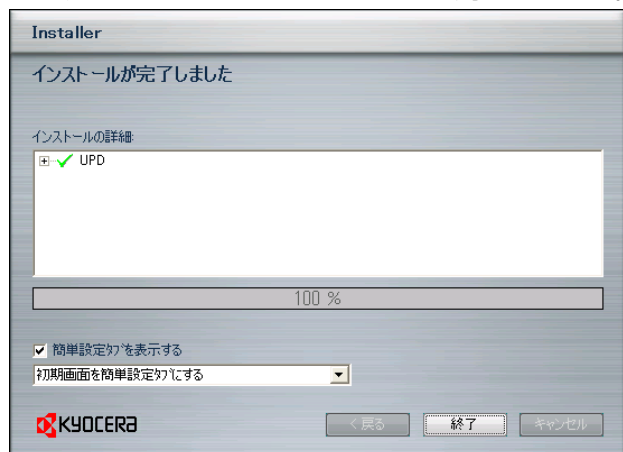 Installer
インストールが完了しました
インストールの詳細:
UPD
100 %
簡単設定ﾀﾌﾞを表示する
初期画面を簡単設定ﾀﾌﾞにする
KYOCERA
< 戻る
終了
キャンセル